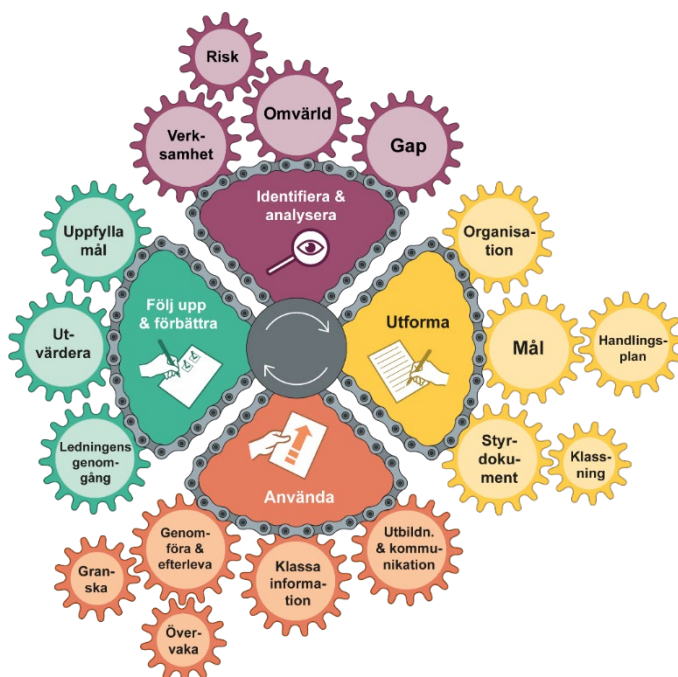 Risk
Omvärld
Verk-
samhet
Gap
Identifiera &
analysera
Uppfylla
mål
Organisa-
tion
Följ upp
& förbättra
Utforma
Ut-
värdera
Mål
Handlings-
plan
Ledningens
genom-
gång
Styr-
doku-
ment
Klass-
ning
Använda
Genom-
föra &
efterleva
Klassa
information
Utbildn.
& kommu-
nikation
Gran-
ska
Över-
vaka